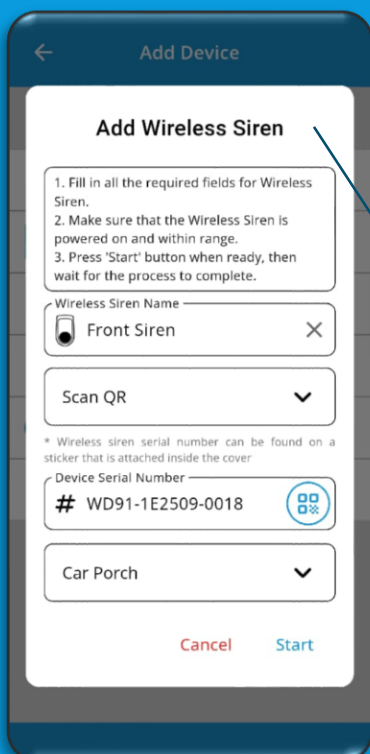 Add Device
Add Wireless Siren
1. Fill in all the required fields for Wireless
Siren.
2. Make sure that the Wireless Siren is
powered on and within range.
3. Press 'Start' button when ready, then
wait for the process to complete.
Wireless Siren Name
Front Siren
Scan QR
* Wireless siren serial number can be found on a
sticker that is attached inside the cover
Device Serial Number
# WD91-1E2509-0018
Car Porch
Cancel Start